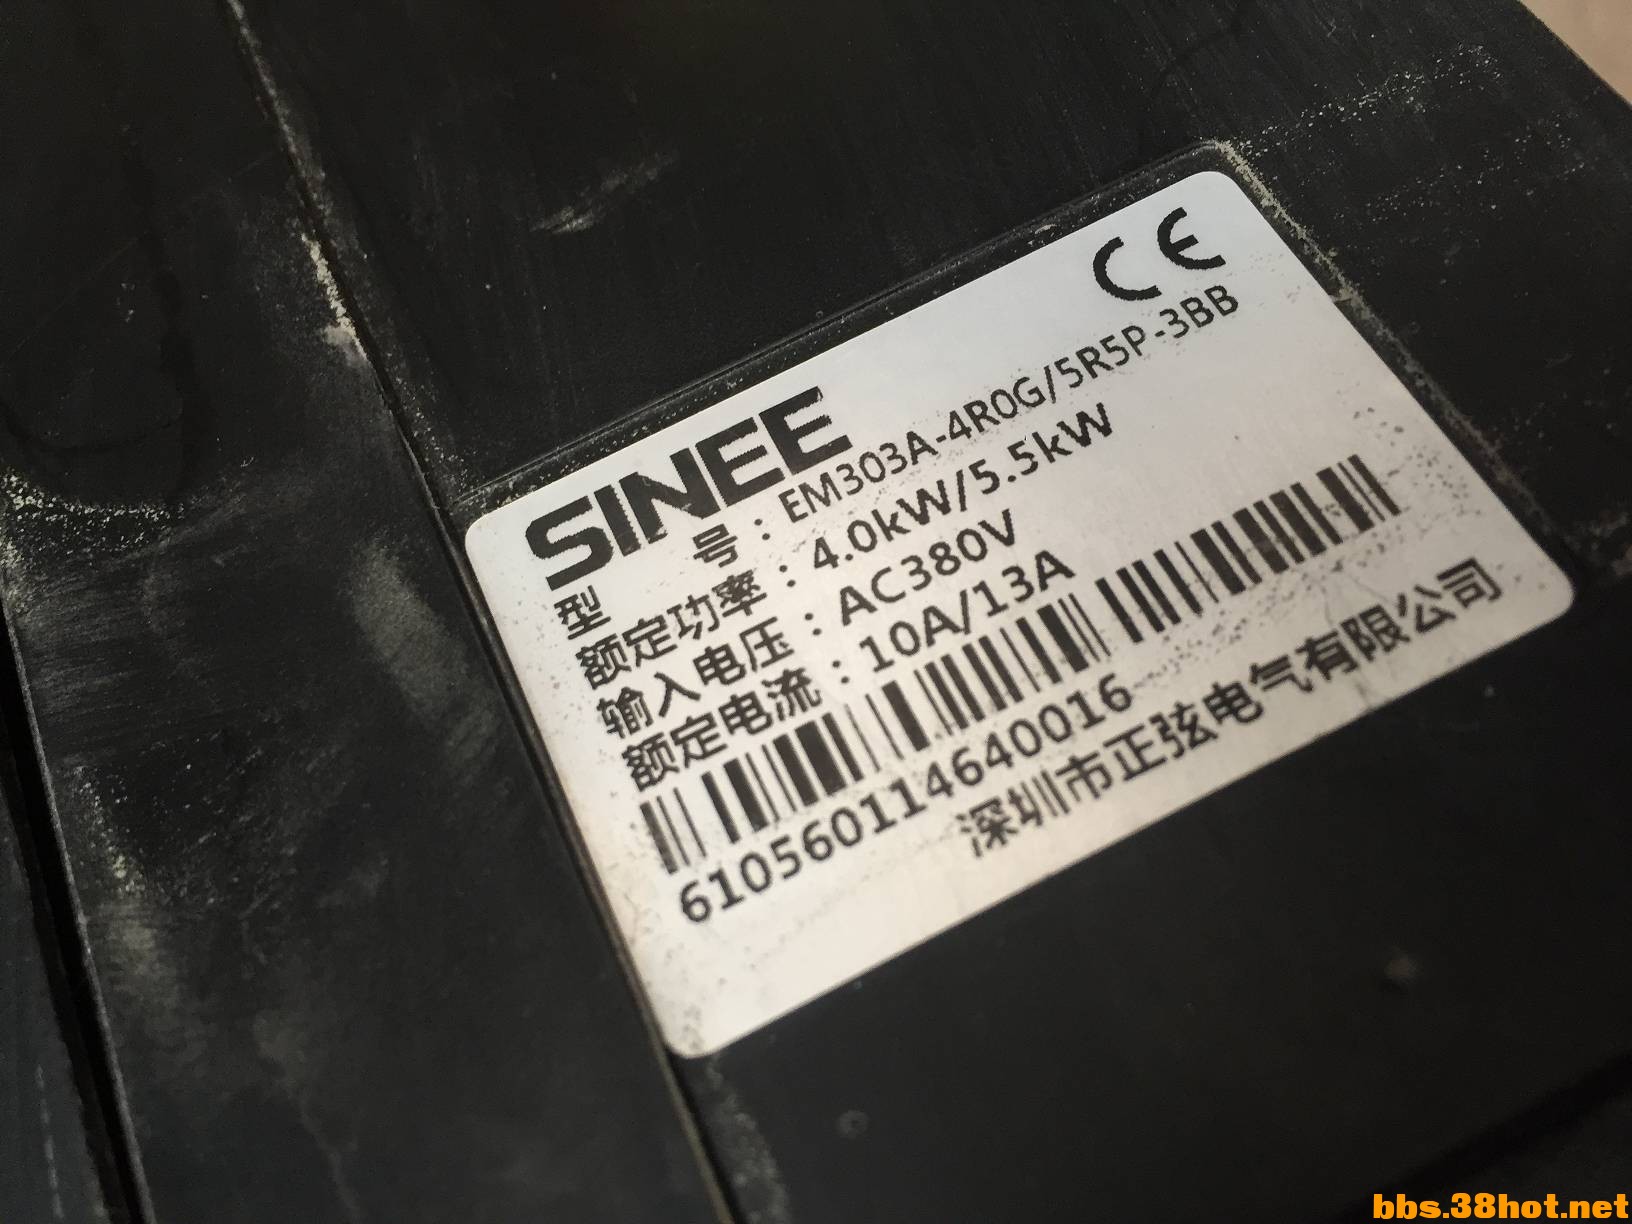 CE
SINEE
型 号：EM303A-4R0G/5R5P-3BB
额定功率：4.0kW/5.5kW
输入电压：AC380V
额定电流：10A/13A
610560114640016
深圳市正弦电气有限公司
bbs.38hot.net